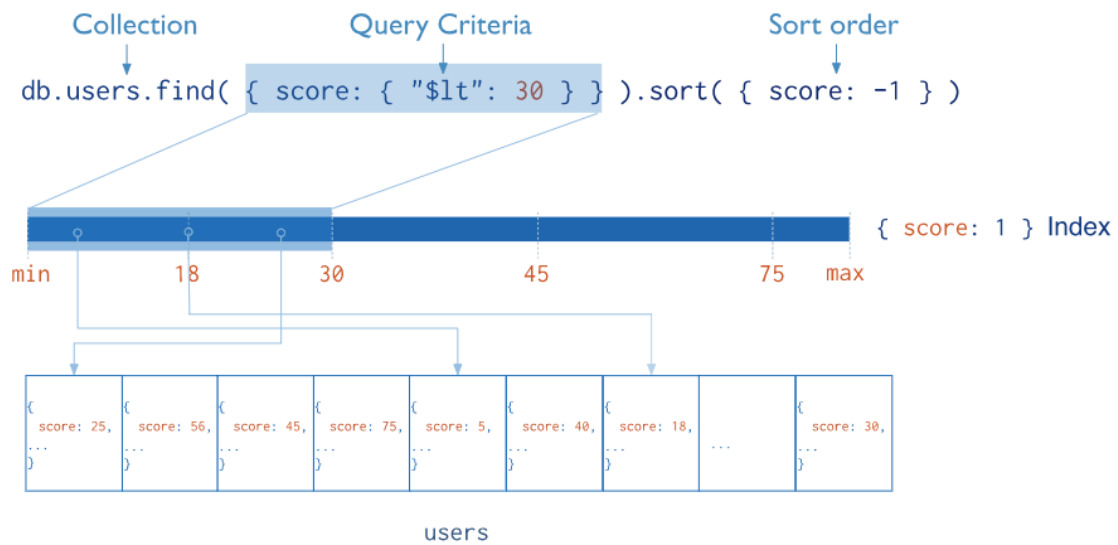 Collection Query Criteria Sort order
db.users.find( { score: { "$lt": 30 } } ).sort( { score: -1 } )
{ score: 1 } Index
min 18 30 45 75 max
{ { { { { { { {
score: 25, score: 56, score: 45, score: 75, score: 5, score: 40, score: 18, score: 30,
... ... ... ... ... ... ... ... ...
} } } } } } } }
users